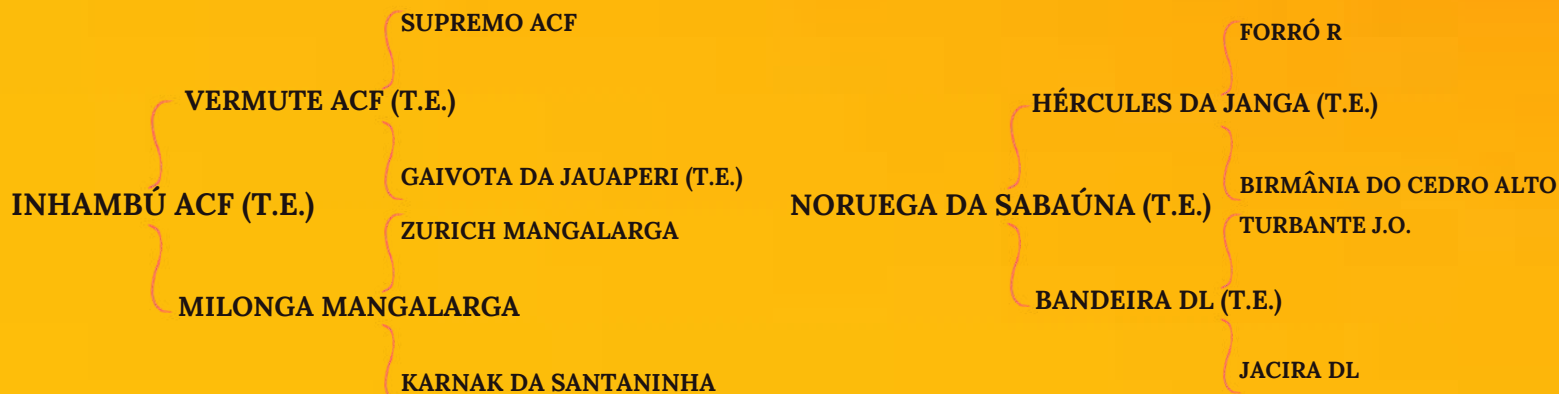 SUPREMO ACF
VERMUTE ACF (T.E.)
GAIVOTA DA JAUAPERI (T.E.)
INHAMBÚ ACF (T.E.)
ZURICH MANGALARGA
MILONGA MANGALARGA
KARNAK DA SANTANINHA
FORRÓ R
HÉRCULES DA JANGA (T.E.)
BIRMÂNIA DO CEDRO ALTO
NORUEGA DA SABAÚNA (T.E.)
TURBANTE J.O.
BANDEIRA DL (T.E.)
JACIRA DL